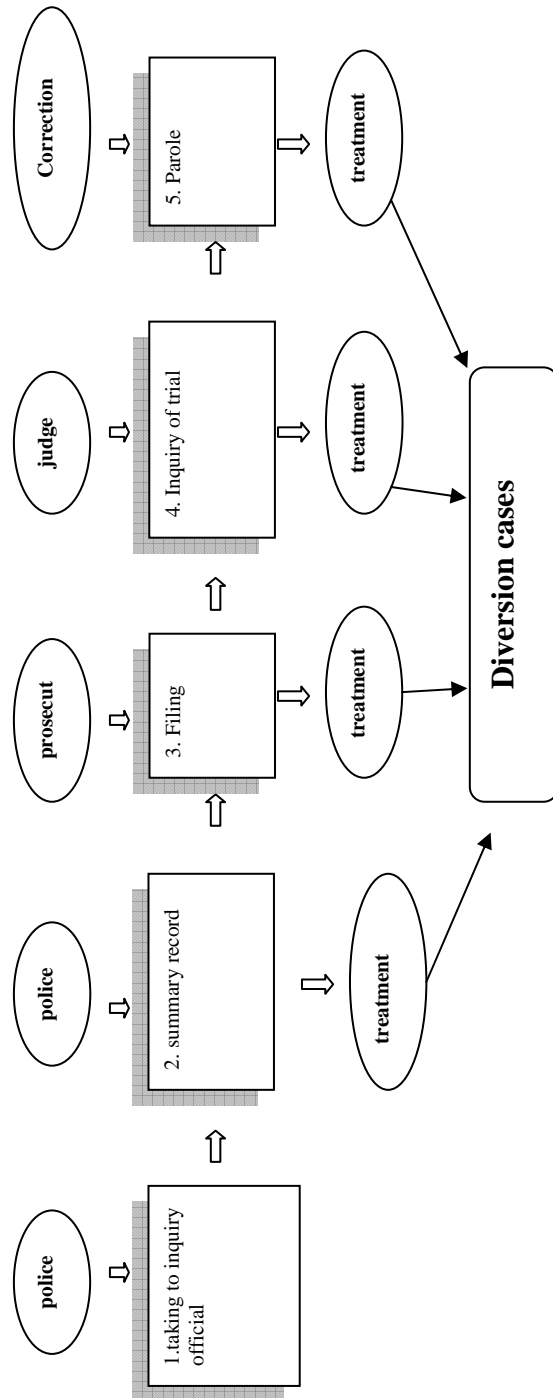 police
police
prosecut
judge
Correction
1.taking to inquiry
official
2. summary record
3. Filing
4. Inquiry of trial
5. Parole
treatment
treatment
treatment
treatment
Diversion cases